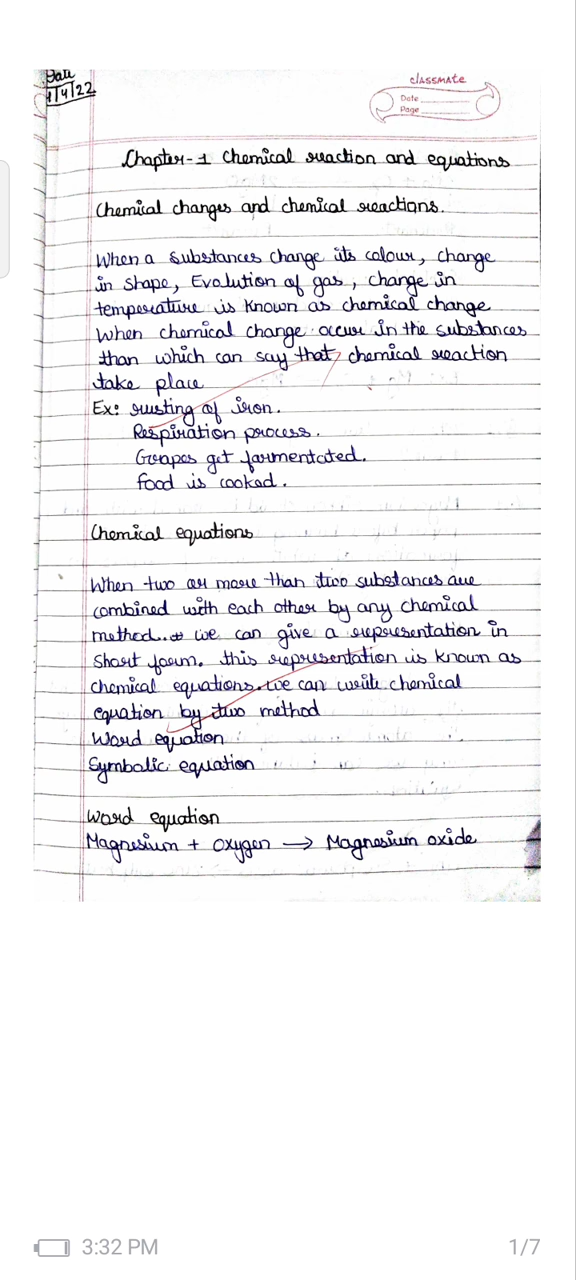 Date
1/4/22
classmate
Date
Page
Chapter-1 Chemical reaction and equations
Chemical changes and chemical reactions.
When a substances change its colour, change
in shape, Evolution of gas, change in
temperature is known as chemical change
When chemical change occur in the substances
than which can say that, chemical reaction
take place
Ex: rusting of iron.
Respiration process.
Grapes get farmentated.
food is cooked.
Chemical equations
When two or more than two substances are
combined with each other by any chemical
method.. we can give a representation in
short form. this representation is known as
chemical equations. we can write chemical
equation by two method
Word equation
Symbolic equation
Word equation
Magnesium + oxygen → Magnesium oxide
3:32 PM
1/7